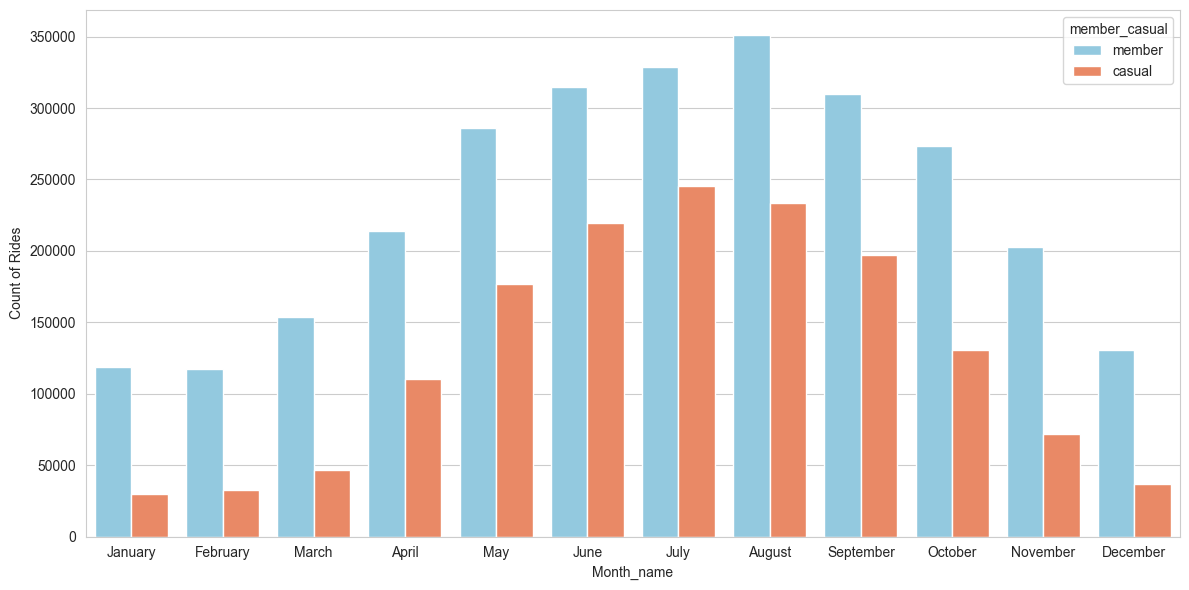 member_casual
member
casual
350000
300000
250000
200000
150000
100000
50000
0
Count of Rides
January February March April May June July August September October November December
Month_name